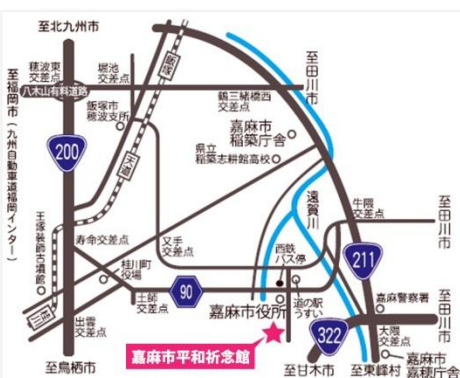 至北九州市
穂波東
交差点
堀池
交差点
飯塚
至田川市
八木山有料道路
鶴三緒橋西
交差点
至福岡市(九州自動車道福岡インター)
飯塚市
穂波支所
嘉麻市
稲築庁舎
200
天道
県立
稲築志耕館高校
遠賀川
牛隈
交差点
至田川市
王塚装飾古墳館
寿命交差点
又手
交差点
西鉄
バス停
211
桂川町
役場
90
道の駅
うすい
嘉麻警察署
至田川市
桂川
土師
交差点
嘉麻市役所
出雲
交差点
322
大隈
交差点
嘉麻市平和祈念館
至鳥栖市
至甘木市
至東峰村
嘉麻市
嘉穂庁舎